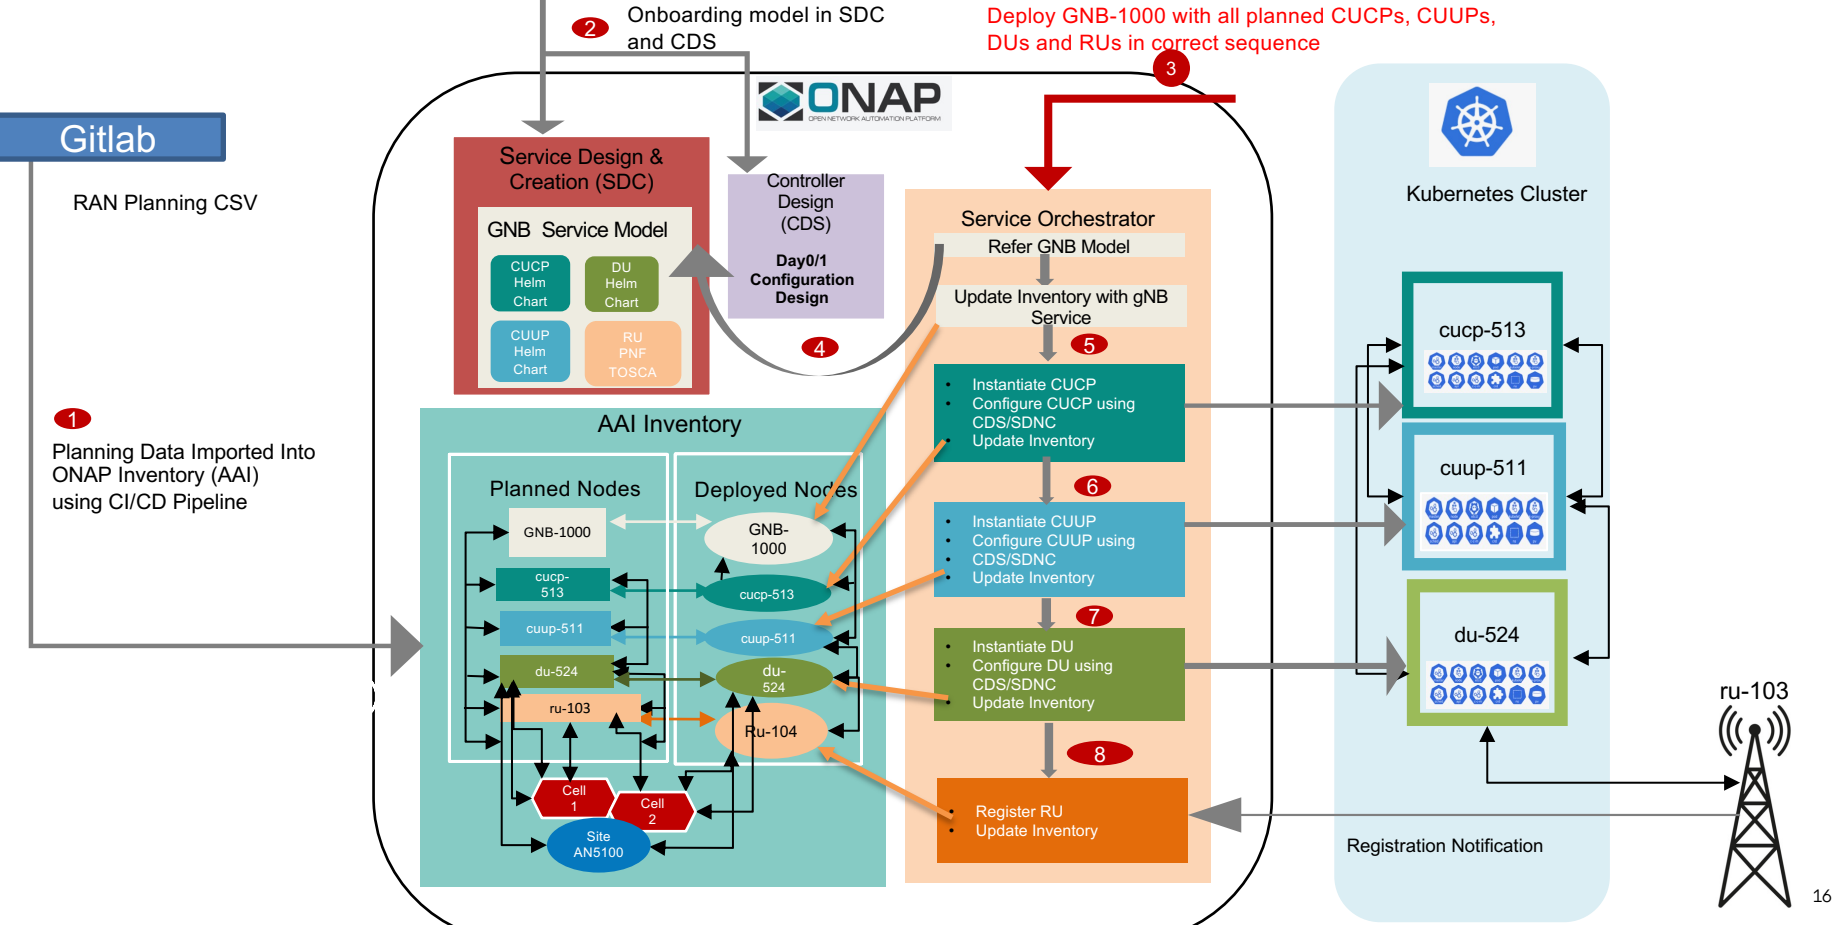 2
Onboarding model in SDC
and CDS
Deploy GNB-1000 with all planned CUCPs, CUUPs,
DUs and RUs in correct sequence
3
ONAP
OPEN NETWORK AUTOMATION PLATFORM
Gitlab
RAN Planning CSV
1
Planning Data Imported Into
ONAP Inventory (AAI)
using CI/CD Pipeline
Service Design &
Creation (SDC)
GNB Service Model
CUCP
Helm
Chart
DU
Helm
Chart
CUUP
Helm
Chart
RU
PNF
TOSCA
Controller
Design
(CDS)
Day0/1
Configuration
Design
4
Service Orchestrator
Refer GNB Model
Update Inventory with gNB
Service
5
• Instantiate CUCP
• Configure CUCP using
CDS/SDNC
• Update Inventory
6
• Instantiate CUUP
• Configure CUUP using
• CDS/SDNC
• Update Inventory
7
• Instantiate DU
• Configure DU using
CDS/SDNC
• Update Inventory
8
• Register RU
• Update Inventory
AAI Inventory
Planned Nodes
GNB-1000
cucp-
513
cuup-511
du-524
ru-103
Deployed Nodes
GNB-
1000
cucp-513
cuup-511
du-
524
Ru-104
Cell
1
Cell
2
Site
AN5100
Kubernetes Cluster
cucp-513
cuup-511
du-524
ru-103
Registration Notification
16